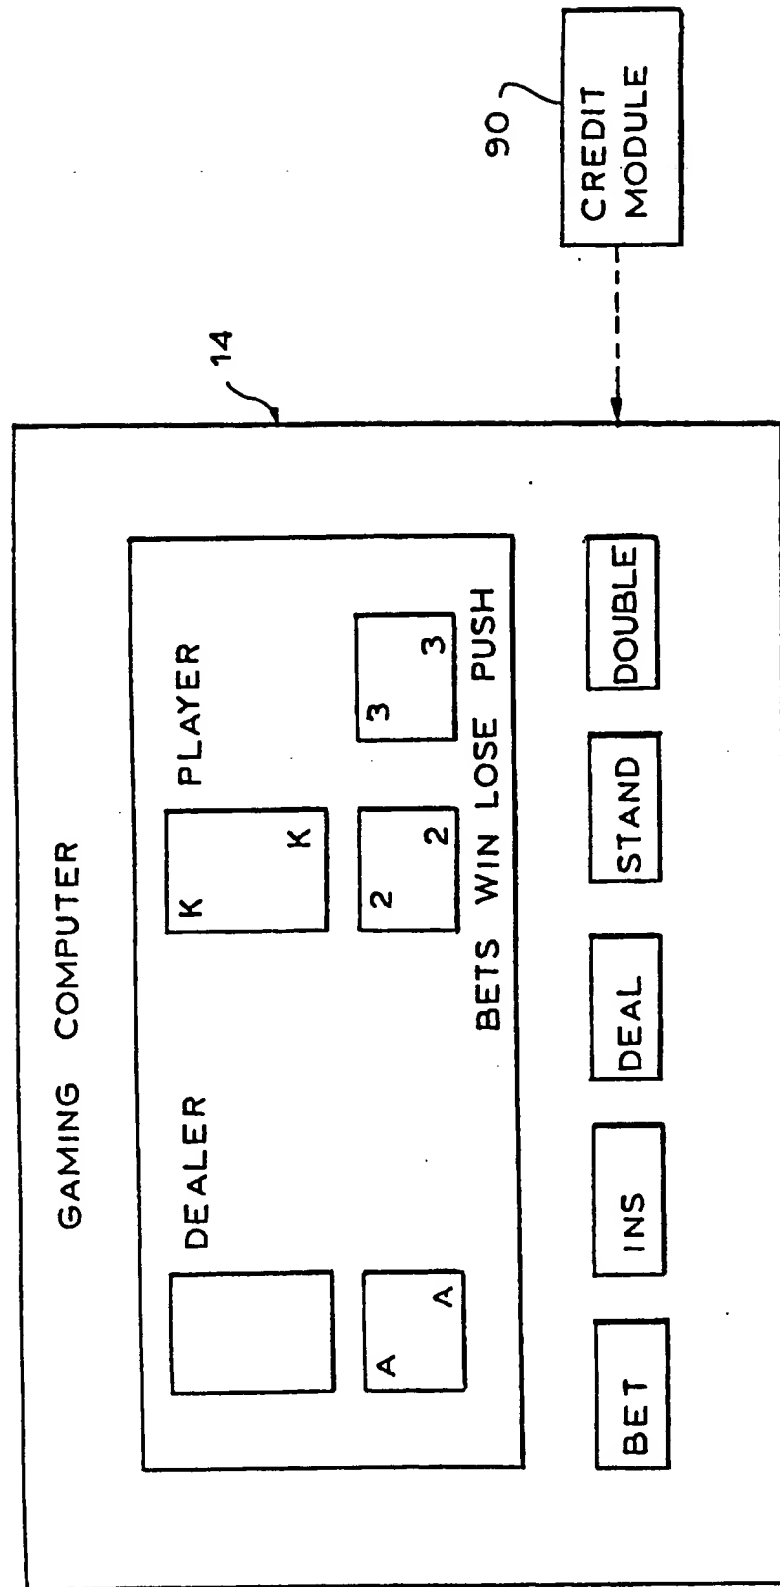 GAMING COMPUTER
14
90
CREDIT
MODULE
DEALER
PLAYER
K
K
A
A
2
2
3
3
BETS WIN LOSE PUSH
BET
INS
DEAL
STAND
DOUBLE